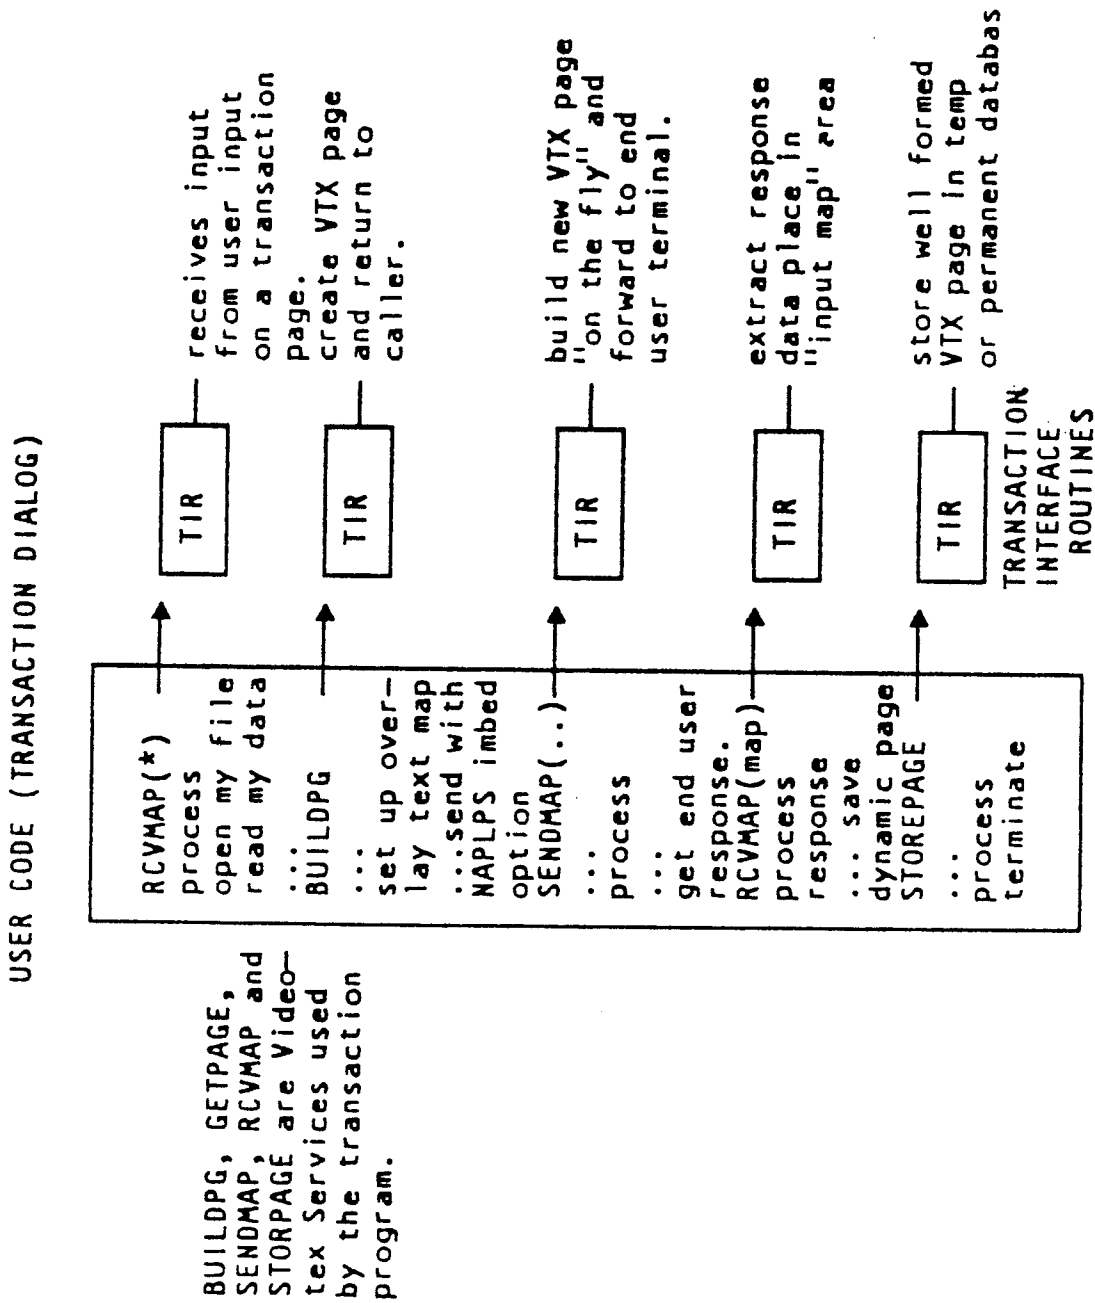 USER CODE (TRANSACTION DIALOG)
BUILDPG, GETPAGE,
SENDMAP, RCVMAP and
STORPAGE are Video-
tex Services used
by the transaction
program.
RCVMAP(*)
process
open my file
read my data
...
BUILDPG
...
set up over-
lay text map
...send with
NAPLPS imbed
option
SENDMAP(..)
...
process
...
get end user
response.
RCVMAP(map)
process
response
... save
dynamic page
STOREPAGE
...
process
terminate
TIR
receives input
from user input
on a transaction
page.
TIR
create VTX page
and return to
caller.
TIR
build new VTX page
"on the fly" and
forward to end
user terminal.
TIR
extract response
data place in
"input map" area
TIR
store well formed
VTX page in temp
or permanent databas
TRANSACTION
INTERFACE
ROUTINES